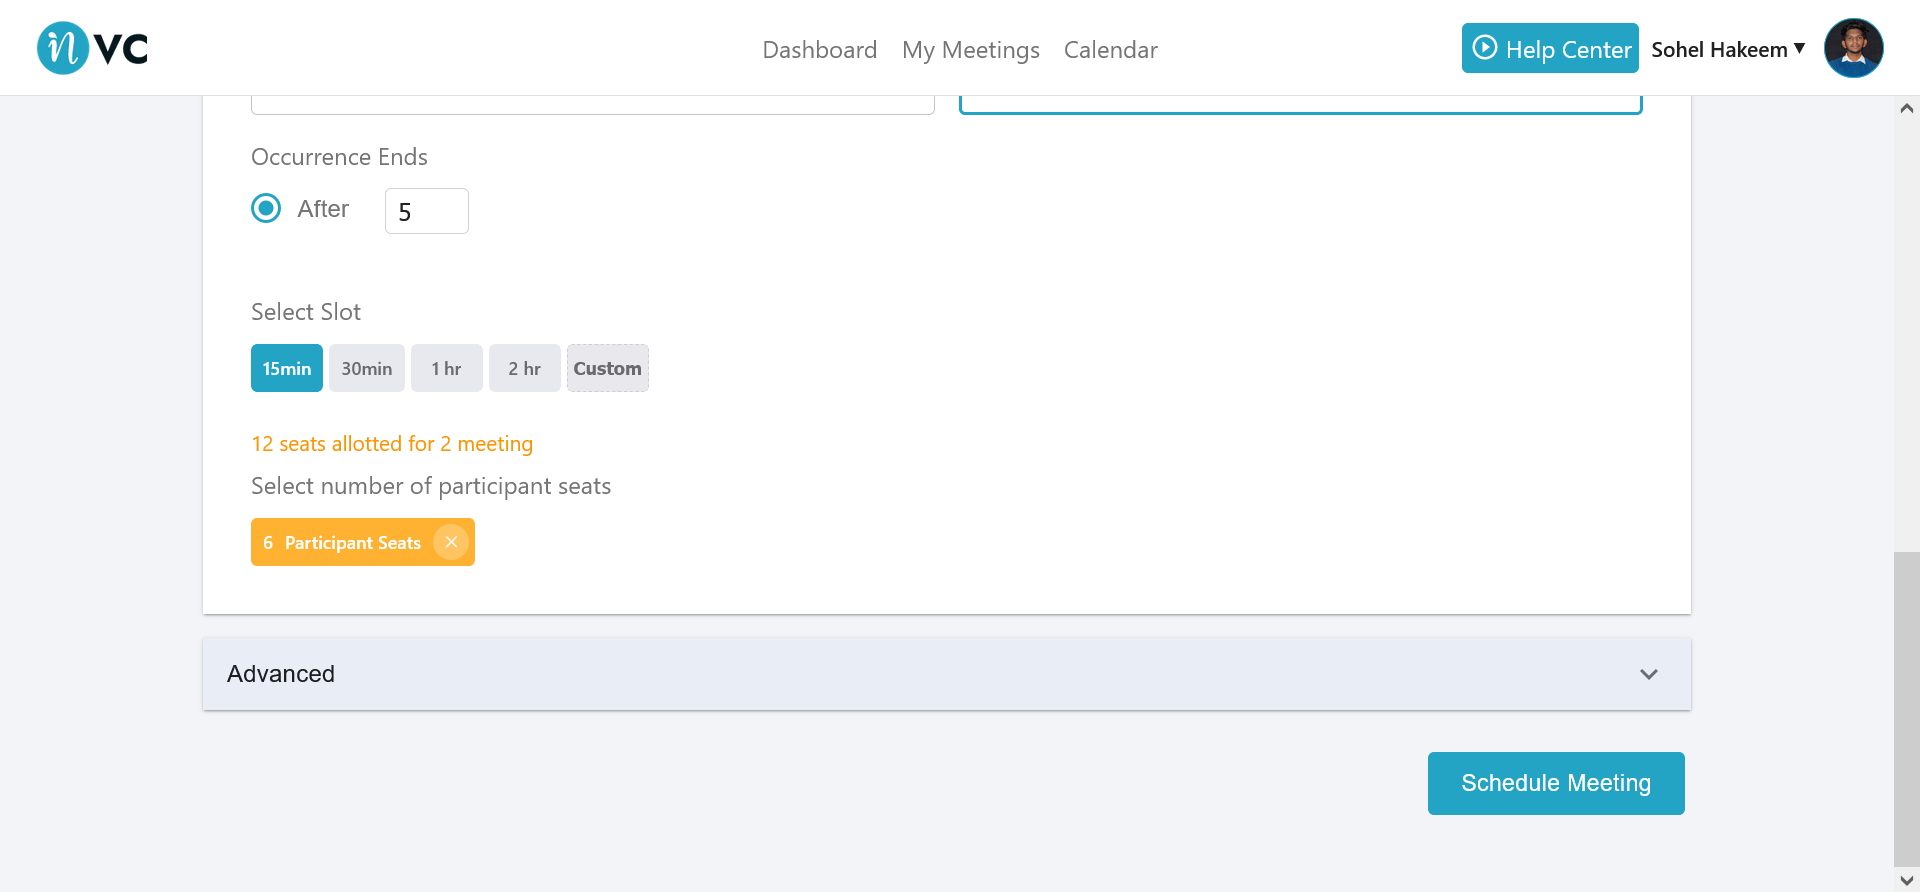 n VC
Dashboard My Meetings Calendar
Help Center Sohel Hakeem ▼
Occurrence Ends
After 5
Select Slot
15min 30min 1 hr 2 hr Custom
12 seats allotted for 2 meeting
Select number of participant seats
6 Participant Seats ×
Advanced
Schedule Meeting